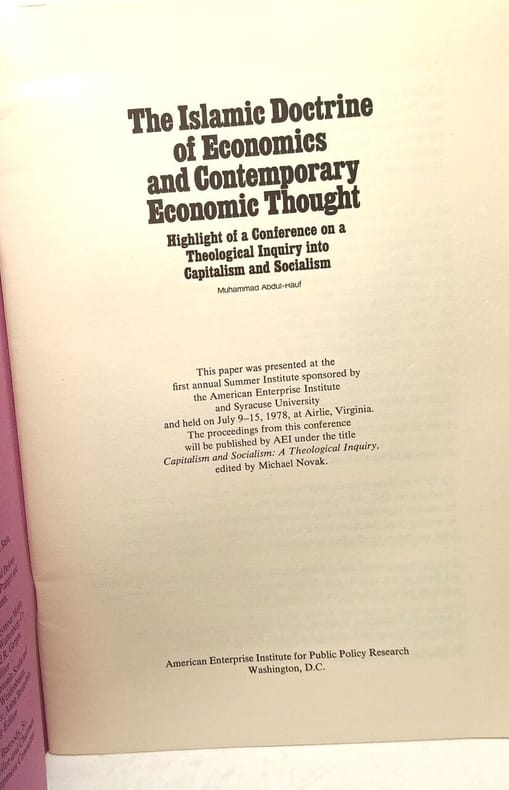 The Islamic Doctrine
of Economics
and Contemporary
Economic Thought
Highlight of a Conference on a
Theological Inquiry into
Capitalism and Socialism
Muhammad Abdul-Rauf
This paper was presented at the
first annual Summer Institute sponsored by
the American Enterprise Institute
and Syracuse University
and held on July 9–15, 1978, at Airlie, Virginia.
The proceedings from this conference
will be published by AEI under the title
Capitalism and Socialism: A Theological Inquiry,
edited by Michael Novak.
American Enterprise Institute for Public Policy Research
Washington, D.C.